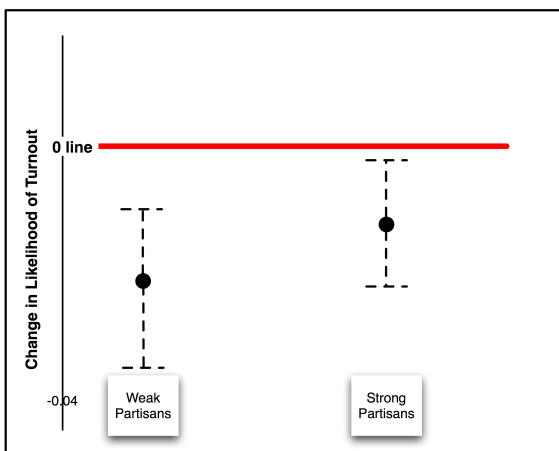 Change in Likelihood of Turnout
0 line
-0.04
Weak
Partisans
Strong
Partisans